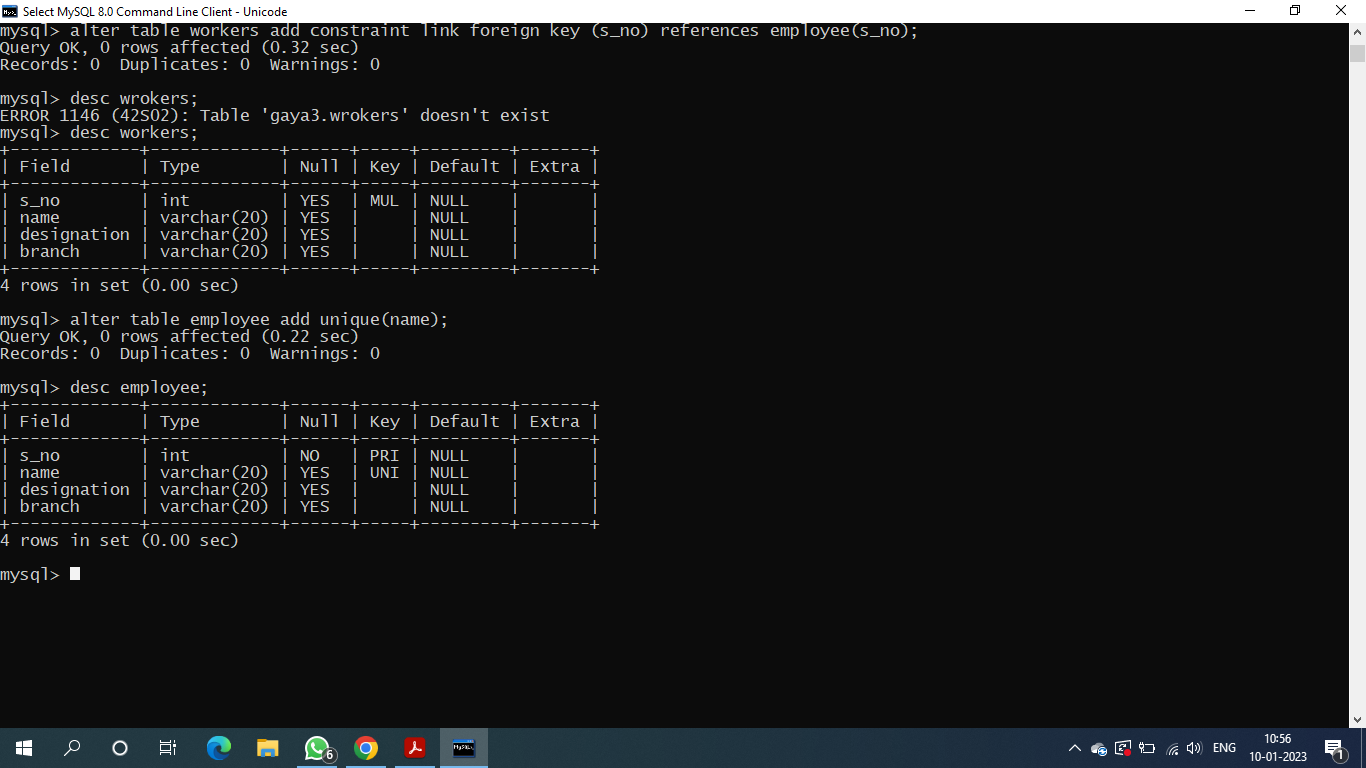 Select MySQL 8.0 Command Line Client - Unicode
mysql> alter table workers add constraint link foreign key (s_no) references employee(s_no);
Query OK, 0 rows affected (0.32 sec)
Records: 0  Duplicates: 0  Warnings: 0

mysql> desc wrokers;
ERROR 1146 (42S02): Table 'gaya3.wrokers' doesn't exist
mysql> desc workers;
+-------------+-------------+------+-----+---------+-------+
| Field       | Type        | Null | Key | Default | Extra |
+-------------+-------------+------+-----+---------+-------+
| s_no        | int         | YES  | MUL | NULL    |       |
| name        | varchar(20) | YES  |     | NULL    |       |
| designation | varchar(20) | YES  |     | NULL    |       |
| branch      | varchar(20) | YES  |     | NULL    |       |
+-------------+-------------+------+-----+---------+-------+
4 rows in set (0.00 sec)

mysql> alter table employee add unique(name);
Query OK, 0 rows affected (0.22 sec)
Records: 0  Duplicates: 0  Warnings: 0

mysql> desc employee;
+-------------+-------------+------+-----+---------+-------+
| Field       | Type        | Null | Key | Default | Extra |
+-------------+-------------+------+-----+---------+-------+
| s_no        | int         | NO   | PRI | NULL    |       |
| name        | varchar(20) | YES  | UNI | NULL    |       |
| designation | varchar(20) | YES  |     | NULL    |       |
| branch      | varchar(20) | YES  |     | NULL    |       |
+-------------+-------------+------+-----+---------+-------+
4 rows in set (0.00 sec)

mysql>
6
MySQL
ENG
10:56
10-01-2023
1